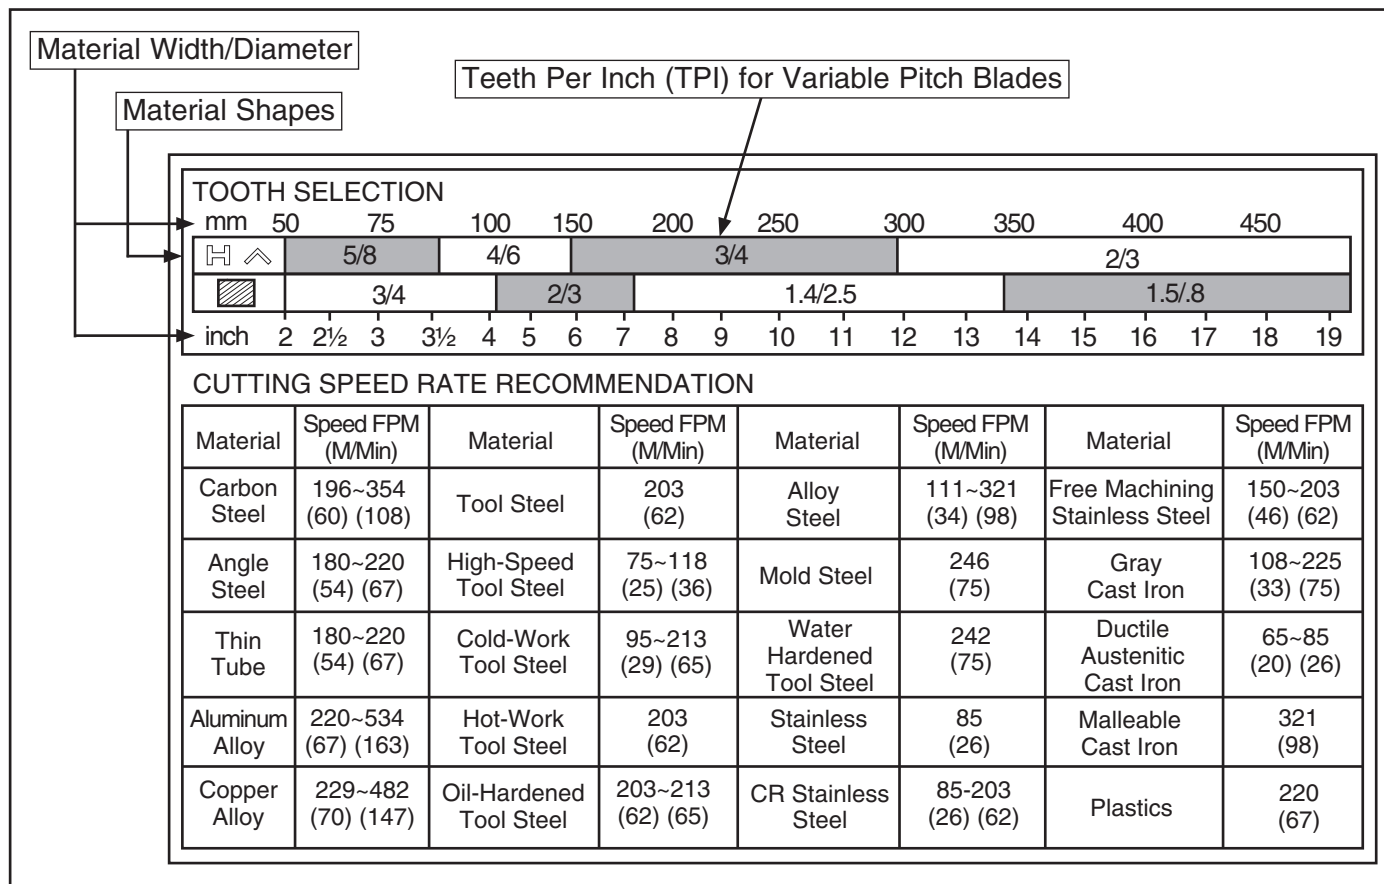 Material Width/Diameter
Teeth Per Inch (TPI) for Variable Pitch Blades
Material Shapes
TOOTH SELECTION
mm 50 75 100 150 200 250 300 350 400 450
5/8 4/6 3/4 2/3
3/4 2/3 1.4/2.5 1.5/.8
inch 2 2½ 3 3½ 4 5 6 7 8 9 10 11 12 13 14 15 16 17 18 19
CUTTING SPEED RATE RECOMMENDATION
Material Speed FPM (M/Min) Material Speed FPM (M/Min) Material Speed FPM (M/Min) Material Speed FPM (M/Min)
Carbon Steel 196~354 (60) (108) Tool Steel 203 (62) Alloy Steel 111~321 (34) (98) Free Machining Stainless Steel 150~203 (46) (62)
Angle Steel 180~220 (54) (67) High-Speed Tool Steel 75~118 (25) (36) Mold Steel 246 (75) Gray Cast Iron 108~225 (33) (75)
Thin Tube 180~220 (54) (67) Cold-Work Tool Steel 95~213 (29) (65) Water Hardened Tool Steel 242 (75) Ductile Austenitic Cast Iron 65~85 (20) (26)
Aluminum Alloy 220~534 (67) (163) Hot-Work Tool Steel 203 (62) Stainless Steel 85 (26) Malleable Cast Iron 321 (98)
Copper Alloy 229~482 (70) (147) Oil-Hardened Tool Steel 203~213 (62) (65) CR Stainless Steel 85-203 (26) (62) Plastics 220 (67)